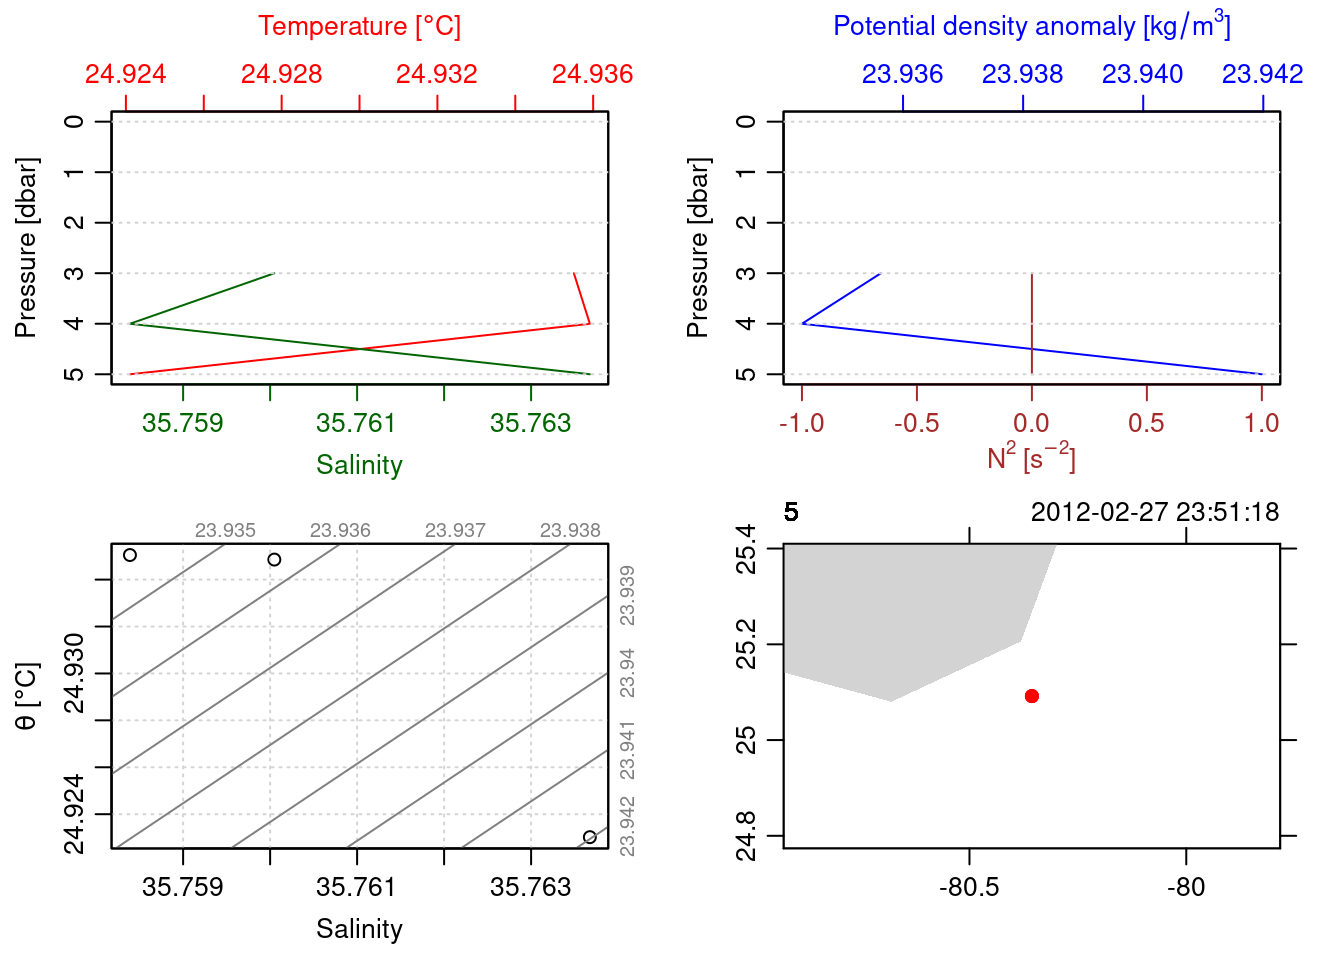 Temperature [°C]
24.924 24.928 24.932 24.936
0
1
2
3
4
5
Pressure [dbar]
35.759 35.761 35.763
Salinity
Potential density anomaly [kg/m³]
23.936 23.938 23.940 23.942
0
1
2
3
4
5
Pressure [dbar]
-1.0 -0.5 0.0 0.5 1.0
N² [s⁻²]
23.935 23.936 23.937 23.938
23.939
23.94
23.941
23.942
24.930
24.924
θ [°C]
35.759 35.761 35.763
Salinity
5 2012-02-27 23:51:18
25.4
25.2
25
24.8
-80.5 -80